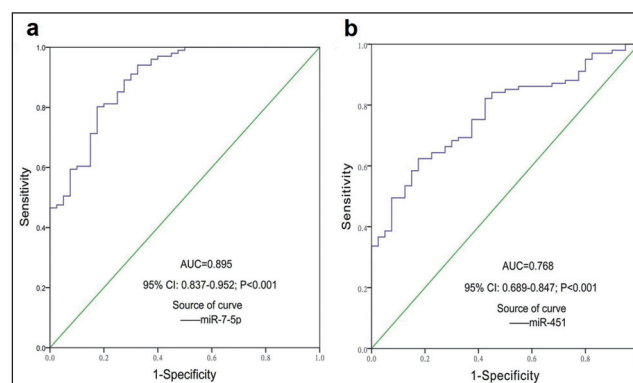 a
1.0
0.8
0.6
0.4
0.2
0.0
0.0
0.2
0.4
0.6
0.8
1.0
Sensitivity
1-Specificity
AUC=0.895
95% CI: 0.837-0.952; P<0.001
Source of curve
miR-7-5p
b
1.0
0.8
0.6
0.4
0.2
0.0
0.0
0.2
0.4
0.6
0.8
Sensitivity
1-Specificity
AUC=0.768
95% CI: 0.689-0.847; P<0.001
Source of curve
miR-451